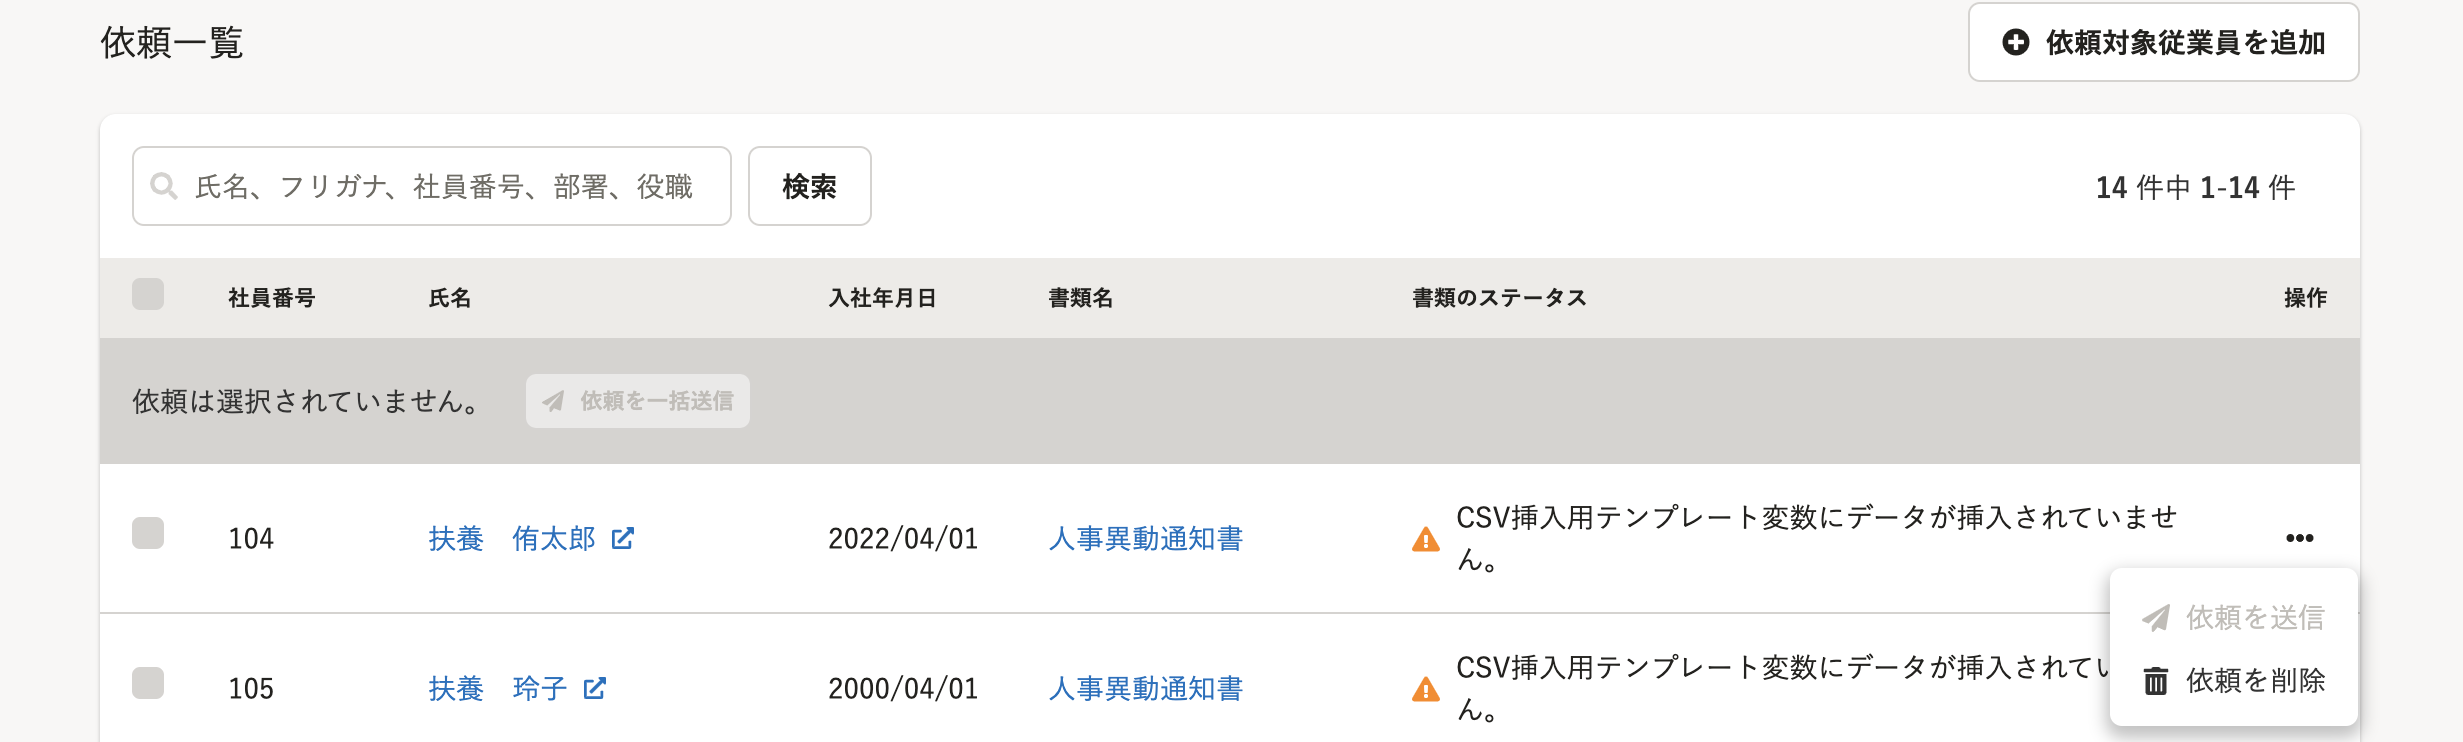 依頼一覧
依頼対象従業員を追加
氏名、フリガナ、社員番号、部署、役職
検索
14 件中 1-14 件
社員番号 氏名 入社年月日 書類名 書類のステータス 操作
依頼は選択されていません。 依頼を一括送信
104 扶養　侑太郎 2022/04/01 人事異動通知書 CSV挿入用テンプレート変数にデータが挿入されていませ
ん。
依頼を送信
105 扶養　玲子 2000/04/01 人事異動通知書 CSV挿入用テンプレート変数にデータが挿入されてい
ん。
依頼を削除